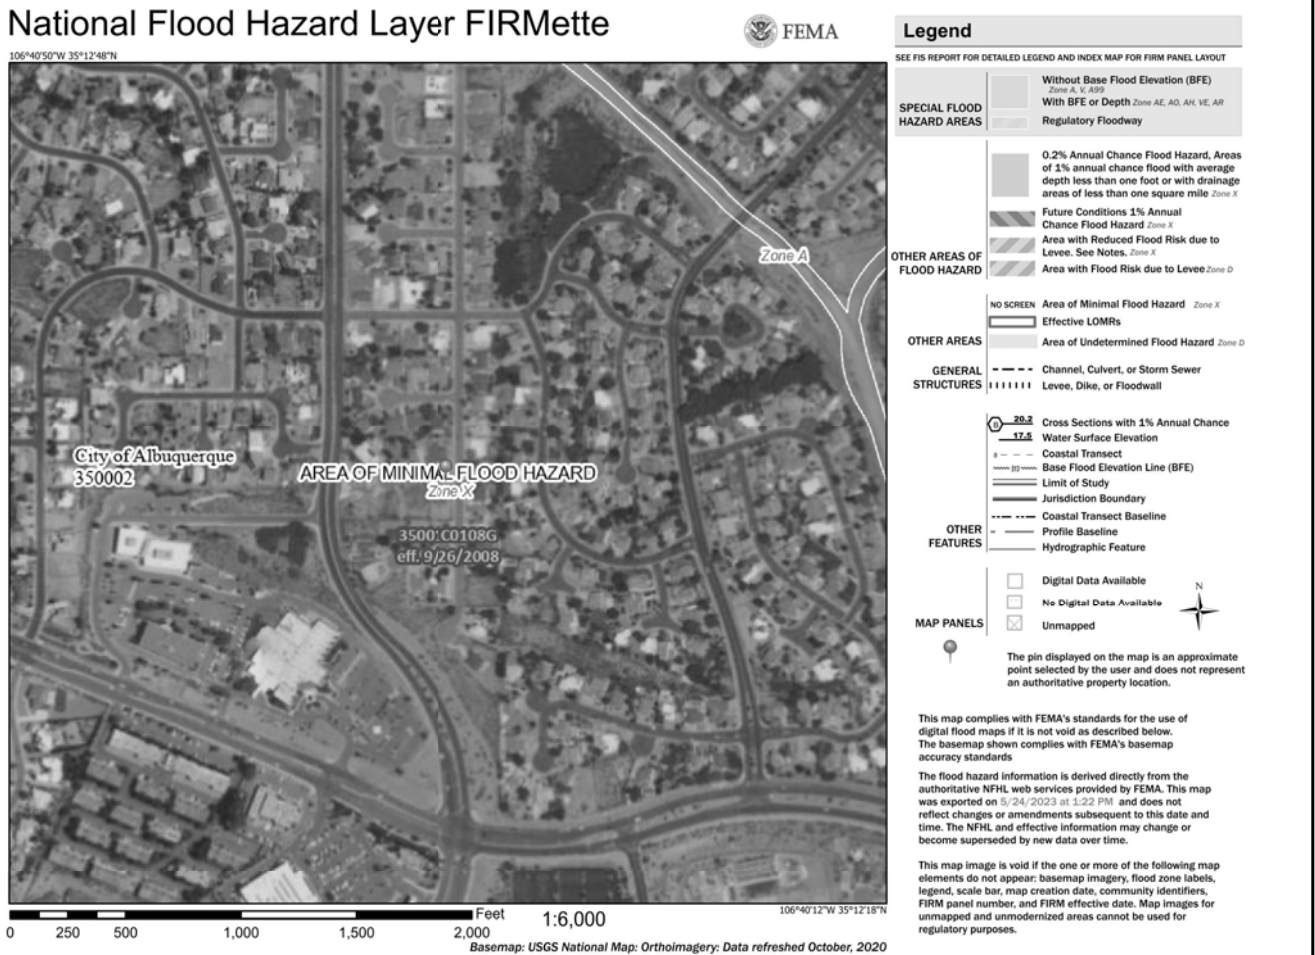 National Flood Hazard Layer FIRMette
FEMA
106°40'50"W 35°12'48"N
Zone A
City of Albuquerque
350002
AREA OF MINIMAL FLOOD HAZARD
Zone X
35001C0108G
eff. 9/26/2008
Feet
0 250 500 1,000 1,500 2,000
1:6,000
106°40'12"W 35°12'18"N
Basemap: USGS National Map: Orthoimagery: Data refreshed October, 2020
Legend
SEE FIS REPORT FOR DETAILED LEGEND AND INDEX MAP FOR FIRM PANEL LAYOUT
SPECIAL FLOOD
HAZARD AREAS
Without Base Flood Elevation (BFE)
Zone A, V, A99
With BFE or Depth Zone AE, AO, AH, VE, AR
Regulatory Floodway
OTHER AREAS OF
FLOOD HAZARD
0.2% Annual Chance Flood Hazard, Areas
of 1% annual chance flood with average
depth less than one foot or with drainage
areas of less than one square mile Zone X
Future Conditions 1% Annual
Chance Flood Hazard Zone X
Area with Reduced Flood Risk due to
Levee. See Notes. Zone X
Area with Flood Risk due to Levee Zone D
OTHER AREAS
NO SCREEN Area of Minimal Flood Hazard Zone X
Effective LOMRs
Area of Undetermined Flood Hazard Zone D
GENERAL
STRUCTURES
Channel, Culvert, or Storm Sewer
Levee, Dike, or Floodwall
OTHER
FEATURES
B 20.2 Cross Sections with 1% Annual Chance
17.5 Water Surface Elevation
8 Coastal Transect
513 Base Flood Elevation Line (BFE)
Limit of Study
Jurisdiction Boundary
Coastal Transect Baseline
Profile Baseline
Hydrographic Feature
MAP PANELS
Digital Data Available
No Digital Data Available
Unmapped
N
The pin displayed on the map is an approximate
point selected by the user and does not represent
an authoritative property location.
This map complies with FEMA's standards for the use of
digital flood maps if it is not void as described below.
The basemap shown complies with FEMA's basemap
accuracy standards
The flood hazard information is derived directly from the
authoritative NFHL web services provided by FEMA. This map
was exported on 5/24/2023 at 1:22 PM and does not
reflect changes or amendments subsequent to this date and
time. The NFHL and effective information may change or
become superseded by new data over time.
This map image is void if the one or more of the following map
elements do not appear: basemap imagery, flood zone labels,
legend, scale bar, map creation date, community identifiers,
FIRM panel number, and FIRM effective date. Map images for
unmapped and unmodernized areas cannot be used for
regulatory purposes.